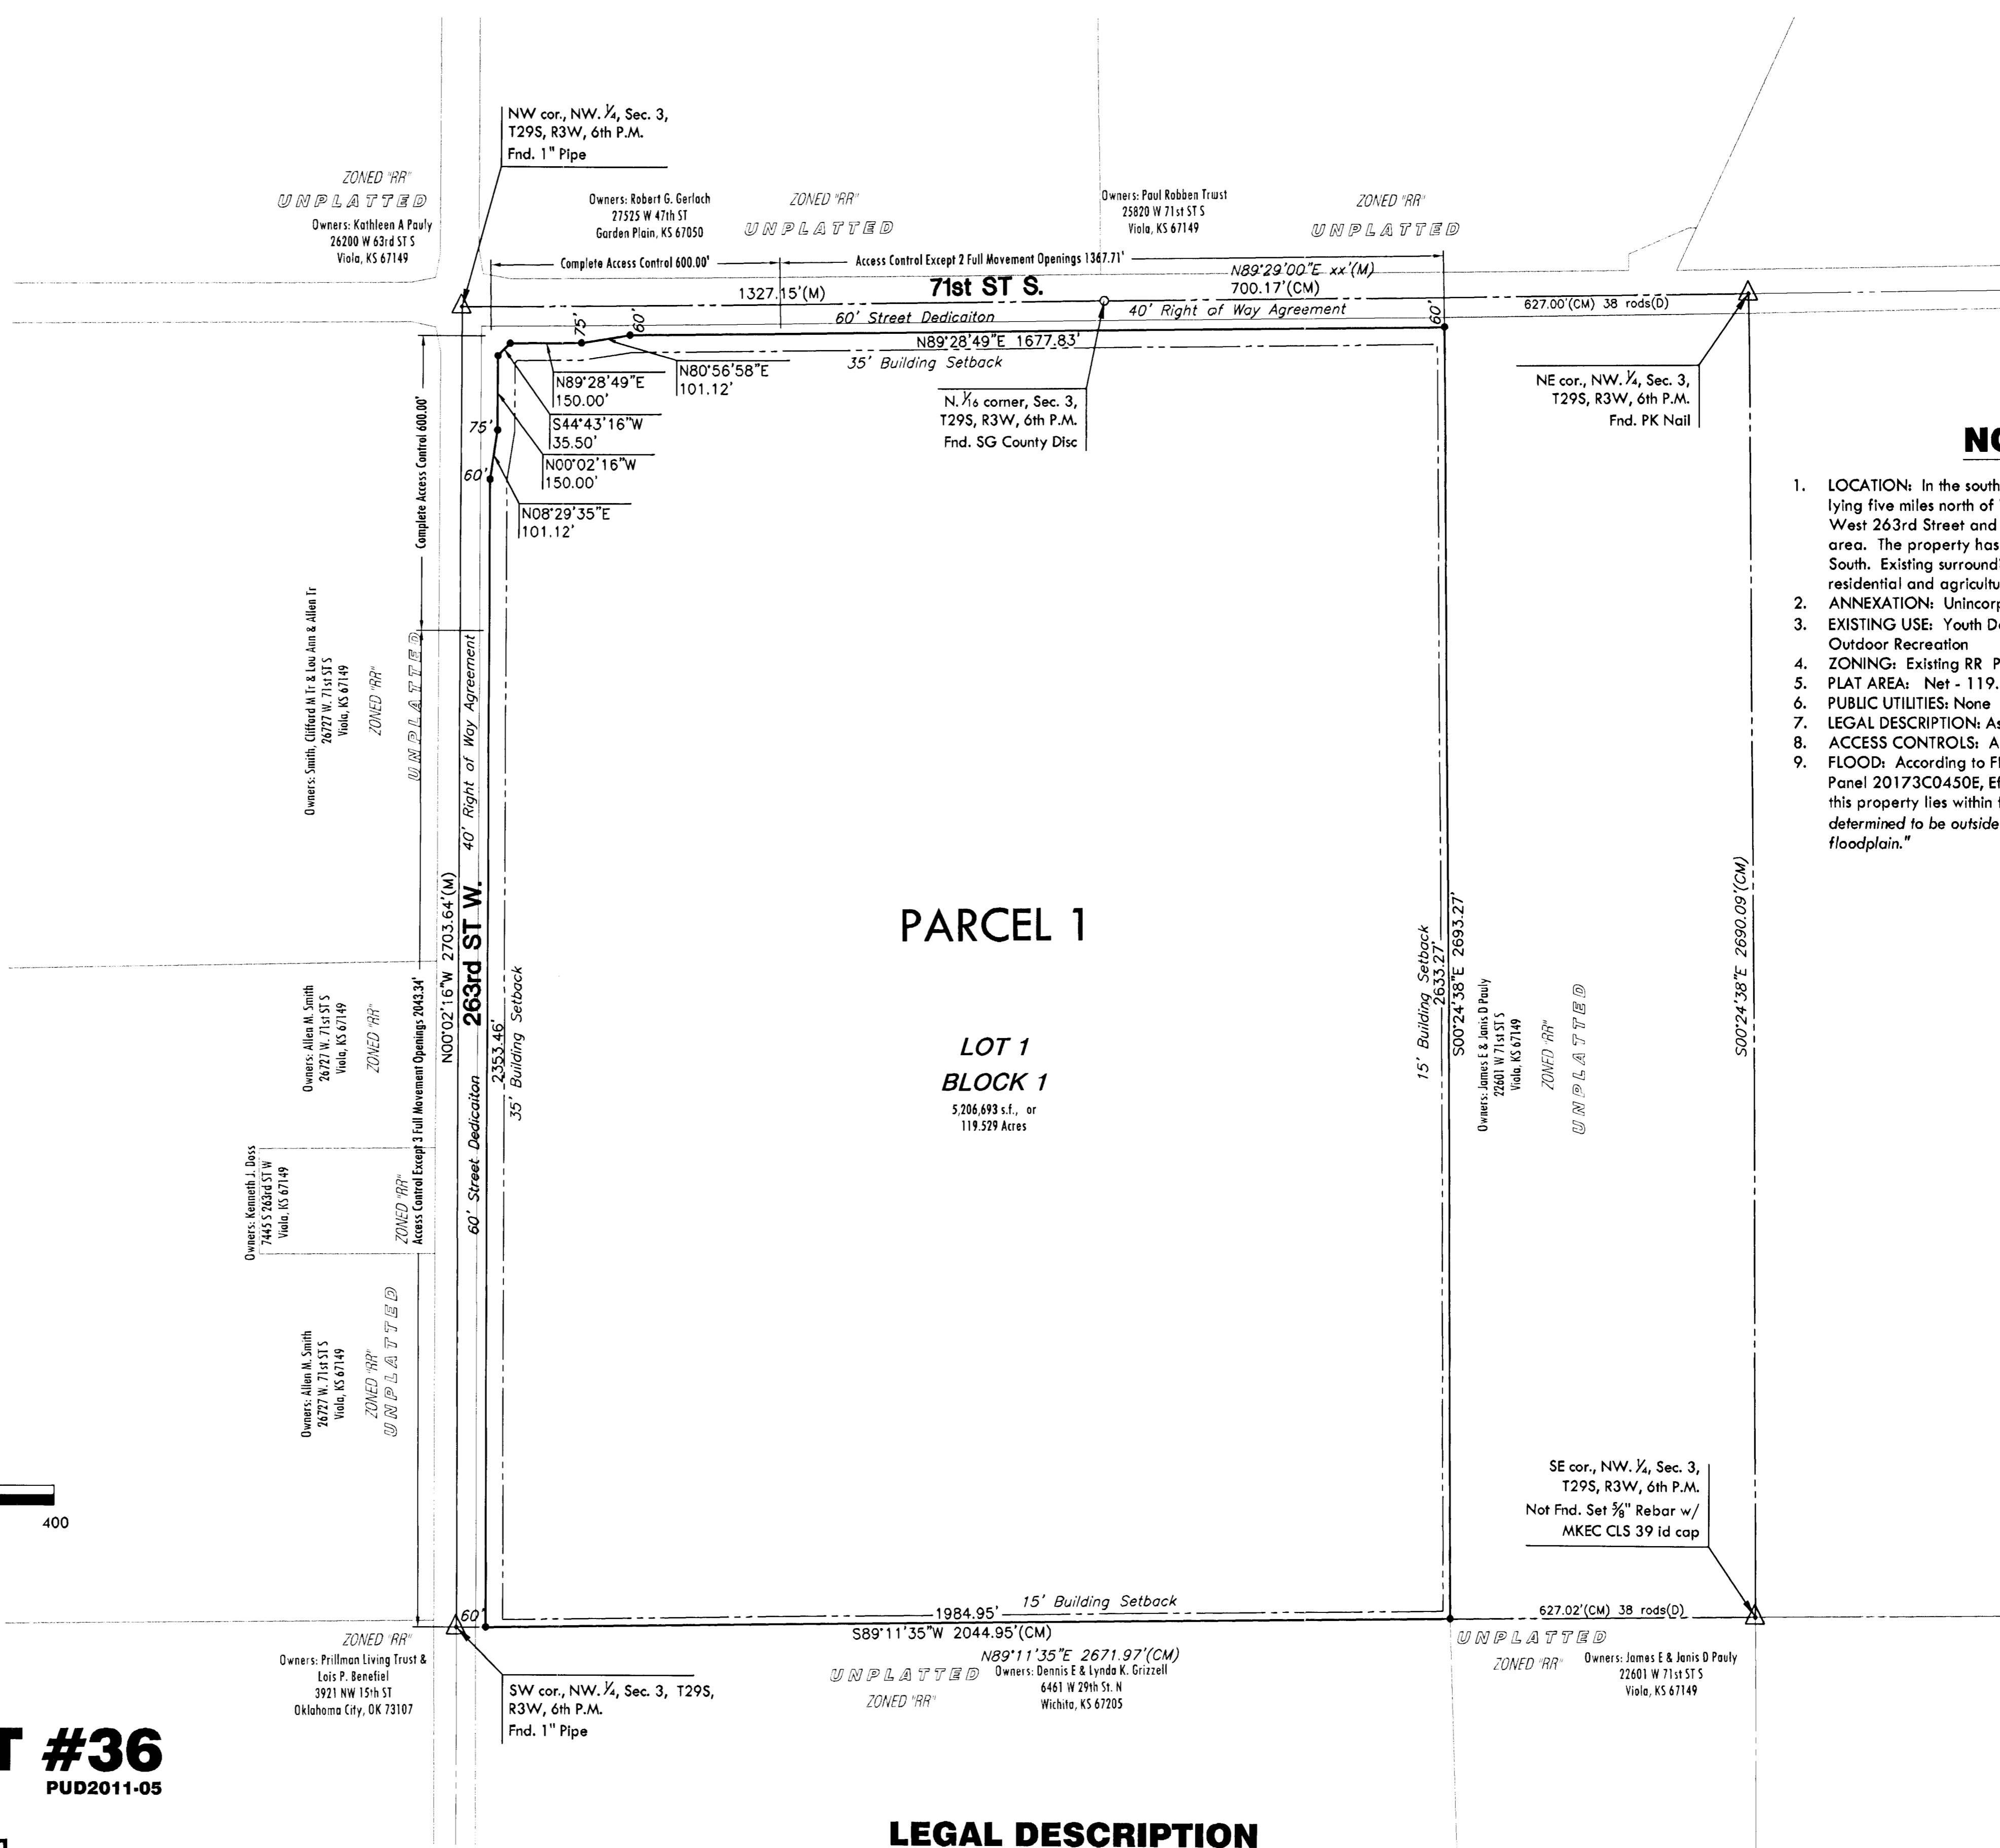 NW cor., NW. ¼, Sec. 3,
T29S, R3W, 6th P.M.
Fnd. 1" Pipe
ZONED "RR"
UNPLATTED
Owners: Kathleen A Pauly
26200 W 63rd ST S
Viola, KS 67149
Owners: Robert G. Gerlach
27525 W 47th ST
Garden Plain, KS 67050
ZONED "RR"
UNPLATTED
Owners: Paul Robben Trust
25820 W 71st ST S
Viola, KS 67149
ZONED "RR"
UNPLATTED
Complete Access Control 600.00'
Access Control Except 2 Full Movement Openings 1367.71'
N89°29'00"E xx'(M)
1327.15'(M)
71st ST S.
700.17'(CM)
627.00'(CM) 38 rods(D)
60' Street Dedicaiton
40' Right of Way Agreement
75'
60'
60'
N89°28'49"E 1677.83'
35' Building Setback
N80°56'58"E
101.12'
N89°28'49"E
150.00'
S44°43'16"W
35.50'
N00°02'16"W
150.00'
N08°29'35"E
101.12'
75'
60'
N. 1/16 corner, Sec. 3,
T29S, R3W, 6th P.M.
Fnd. SG County Disc
NE cor., NW. ¼, Sec. 3,
T29S, R3W, 6th P.M.
Fnd. PK Nail
1. LOCATION: In the south
lying five miles north of
West 263rd Street and
area. The property has
South. Existing surround
residential and agricultu
2. ANNEXATION: Unincorp
3. EXISTING USE: Youth D
Outdoor Recreation
4. ZONING: Existing RR P
5. PLAT AREA: Net - 119.
6. PUBLIC UTILITIES: None
7. LEGAL DESCRIPTION: As
8. ACCESS CONTROLS: A
9. FLOOD: According to F
Panel 20173C0450E, Ef
this property lies within
determined to be outside
floodplain."
Complete Access Control 600.00'
Owners: Smith, Clifford M Tr & Lou Ann & Allen Tr
26727 W. 71st ST S
Viola, KS 67149
ZONED "RR"
UNPLATTED
40' Right of Way Agreement
263rd ST W.
N00°02'16"W 2703.64'(M)
60' Street Dedicaiton
2353.46'
35' Building Setback
Access Control Except 3 Full Movement Openings 2043.34'
Owners: Allen M. Smith
26727 W. 71st ST S
Viola, KS 67149
ZONED "RR"
Owners: Kenneth J. Doss
7445 S 263rd ST W
Viola, KS 67149
ZONED "RR"
Owners: Allen M. Smith
26727 W. 71st ST S
Viola, KS 67149
ZONED "RR"
UNPLATTED
PARCEL 1
LOT 1
BLOCK 1
5,206,693 s.f., or
119.529 Acres
15' Building Setback
2633.27'
S00°24'38"E 2693.27'
Owners: James E & Janis D Pauly
22601 W 71st ST S
Viola, KS 67149
ZONED "RR"
UNPLATTED
S00°24'38"E 2690.09'(CM)
SE cor., NW. ¼, Sec. 3,
T29S, R3W, 6th P.M.
Not Fnd. Set ⅝" Rebar w/
MKEC CLS 39 id cap
400
60'
1984.95'
15' Building Setback
S89°11'35"W 2044.95'(CM)
N89°11'35"E 2671.97'(CM)
627.02'(CM) 38 rods(D)
ZONED "RR"
Owners: Prillman Living Trust &
Lois P. Benefiel
3921 NW 15th ST
Oklahoma City, OK 73107
SW cor., NW. ¼, Sec. 3, T29S,
R3W, 6th P.M.
Fnd. 1" Pipe
UNPLATTED
ZONED "RR"
Owners: Dennis E & Lynda K. Grizzell
6461 W 29th St. N
Wichita, KS 67205
UNPLATTED
ZONED "RR"
Owners: James E & Janis D Pauly
22601 W 71st ST S
Viola, KS 67149
T #36
PUD2011-05
LEGAL DESCRIPTION